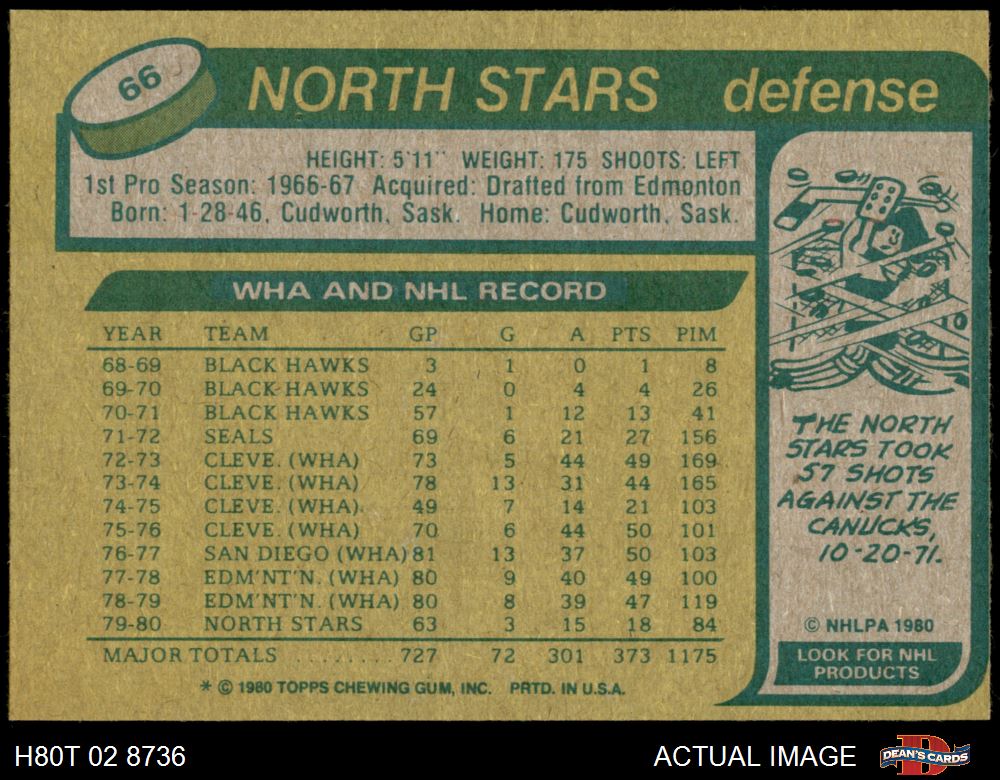 66
NORTH STARS defense
HEIGHT: 5'11" WEIGHT: 175 SHOOTS: LEFT
1st Pro Season: 1966-67 Acquired: Drafted from Edmonton
Born: 1-28-46, Cudworth, Sask. Home: Cudworth, Sask.
WHA AND NHL RECORD
YEAR TEAM GP G A PTS PIM
68-69 BLACK HAWKS 3 1 0 1 8
69-70 BLACK HAWKS 24 0 4 4 26
70-71 BLACK HAWKS 57 1 12 13 41
71-72 SEALS 69 6 21 27 156
72-73 CLEVE. (WHA) 73 5 44 49 169
73-74 CLEVE. (WHA) 78 13 31 44 165
74-75 CLEVE. (WHA) 49 7 14 21 103
75-76 CLEVE. (WHA) 70 6 44 50 101
76-77 SAN DIEGO (WHA) 81 13 37 50 103
77-78 EDM'NT'N. (WHA) 80 9 40 49 100
78-79 EDM'NT'N. (WHA) 80 8 39 47 119
79-80 NORTH STARS 63 3 15 18 84
MAJOR TOTALS ........ 727 72 301 373 1175
* © 1980 TOPPS CHEWING GUM, INC. PRTD. IN U.S.A.
THE NORTH
STARS TOOK
57 SHOTS
AGAINST THE
CANUCKS,
10-20-71.
© NHLPA 1980
LOOK FOR NHL
PRODUCTS
H80T 02 8736
ACTUAL IMAGE
DEAN'S CARDS